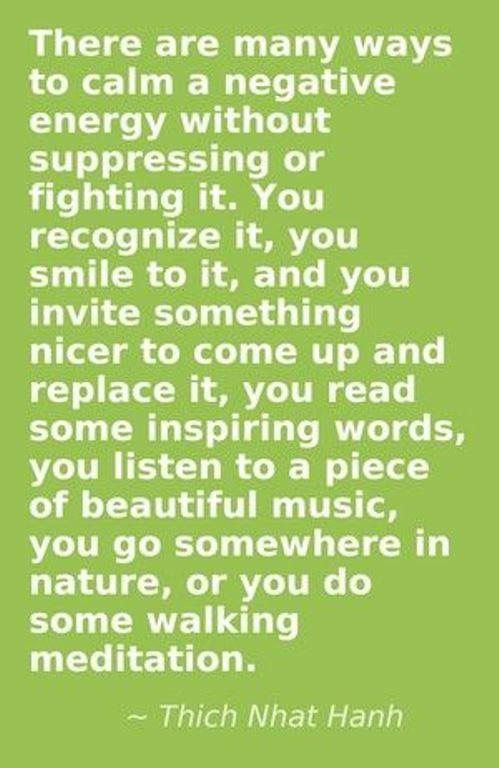 There are many ways
to calm a negative
energy without
suppressing or
fighting it. You
recognize it, you
smile to it, and you
invite something
nicer to come up and
replace it, you read
some inspiring words,
you listen to a piece
of beautiful music,
you go somewhere in
nature, or you do
some walking
meditation.
~ Thich Nhat Hanh